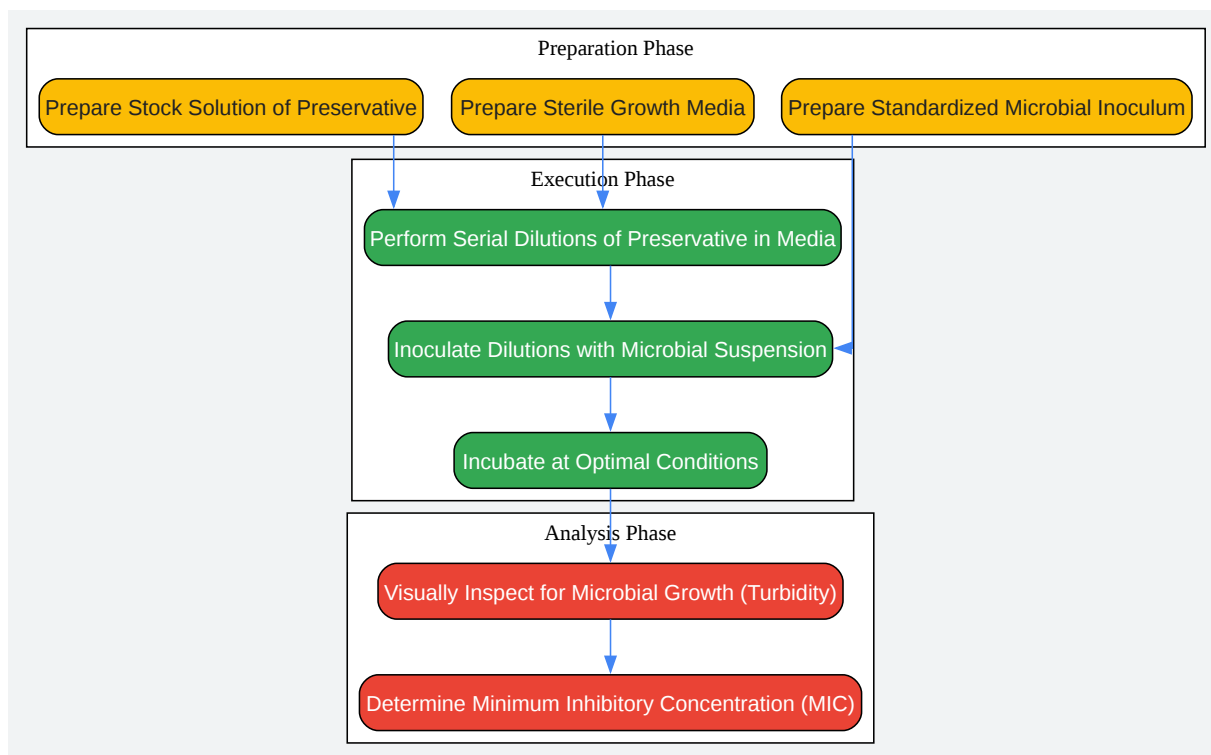 Preparation Phase
Prepare Stock Solution of Preservative
Prepare Sterile Growth Media
Prepare Standardized Microbial Inoculum
Execution Phase
Perform Serial Dilutions of Preservative in Media
Inoculate Dilutions with Microbial Suspension
Incubate at Optimal Conditions
Analysis Phase
Visually Inspect for Microbial Growth (Turbidity)
Determine Minimum Inhibitory Concentration (MIC)